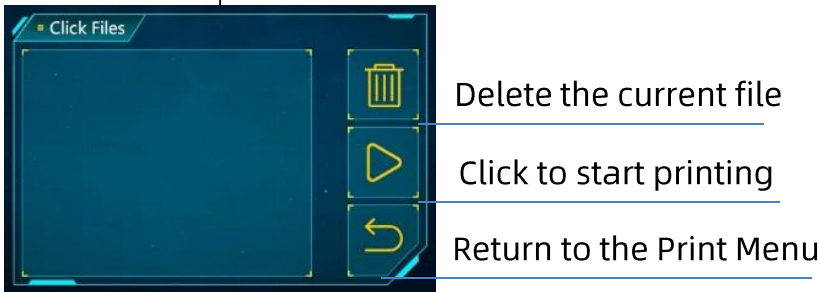 Click Files
Delete the current file
Click to start printing
Return to the Print Menu